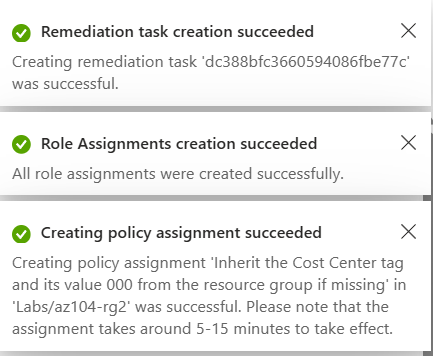 Remediation task creation succeeded
Creating remediation task 'dc388bfc3660594086fbe77c'
was successful.
Role Assignments creation succeeded
All role assignments were created successfully.
Creating policy assignment succeeded
Creating policy assignment 'Inherit the Cost Center tag
and its value 000 from the resource group if missing' in
'Labs/az104-rg2' was successful. Please note that the
assignment takes around 5-15 minutes to take effect.